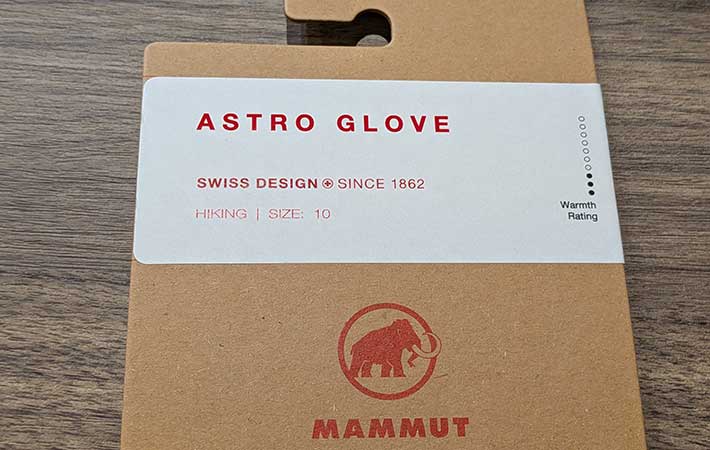 ASTRO GLOVE
SWISS DESIGN SINCE 1862
HIKING | SIZE: 10
Warmth
Rating
MAMMUT